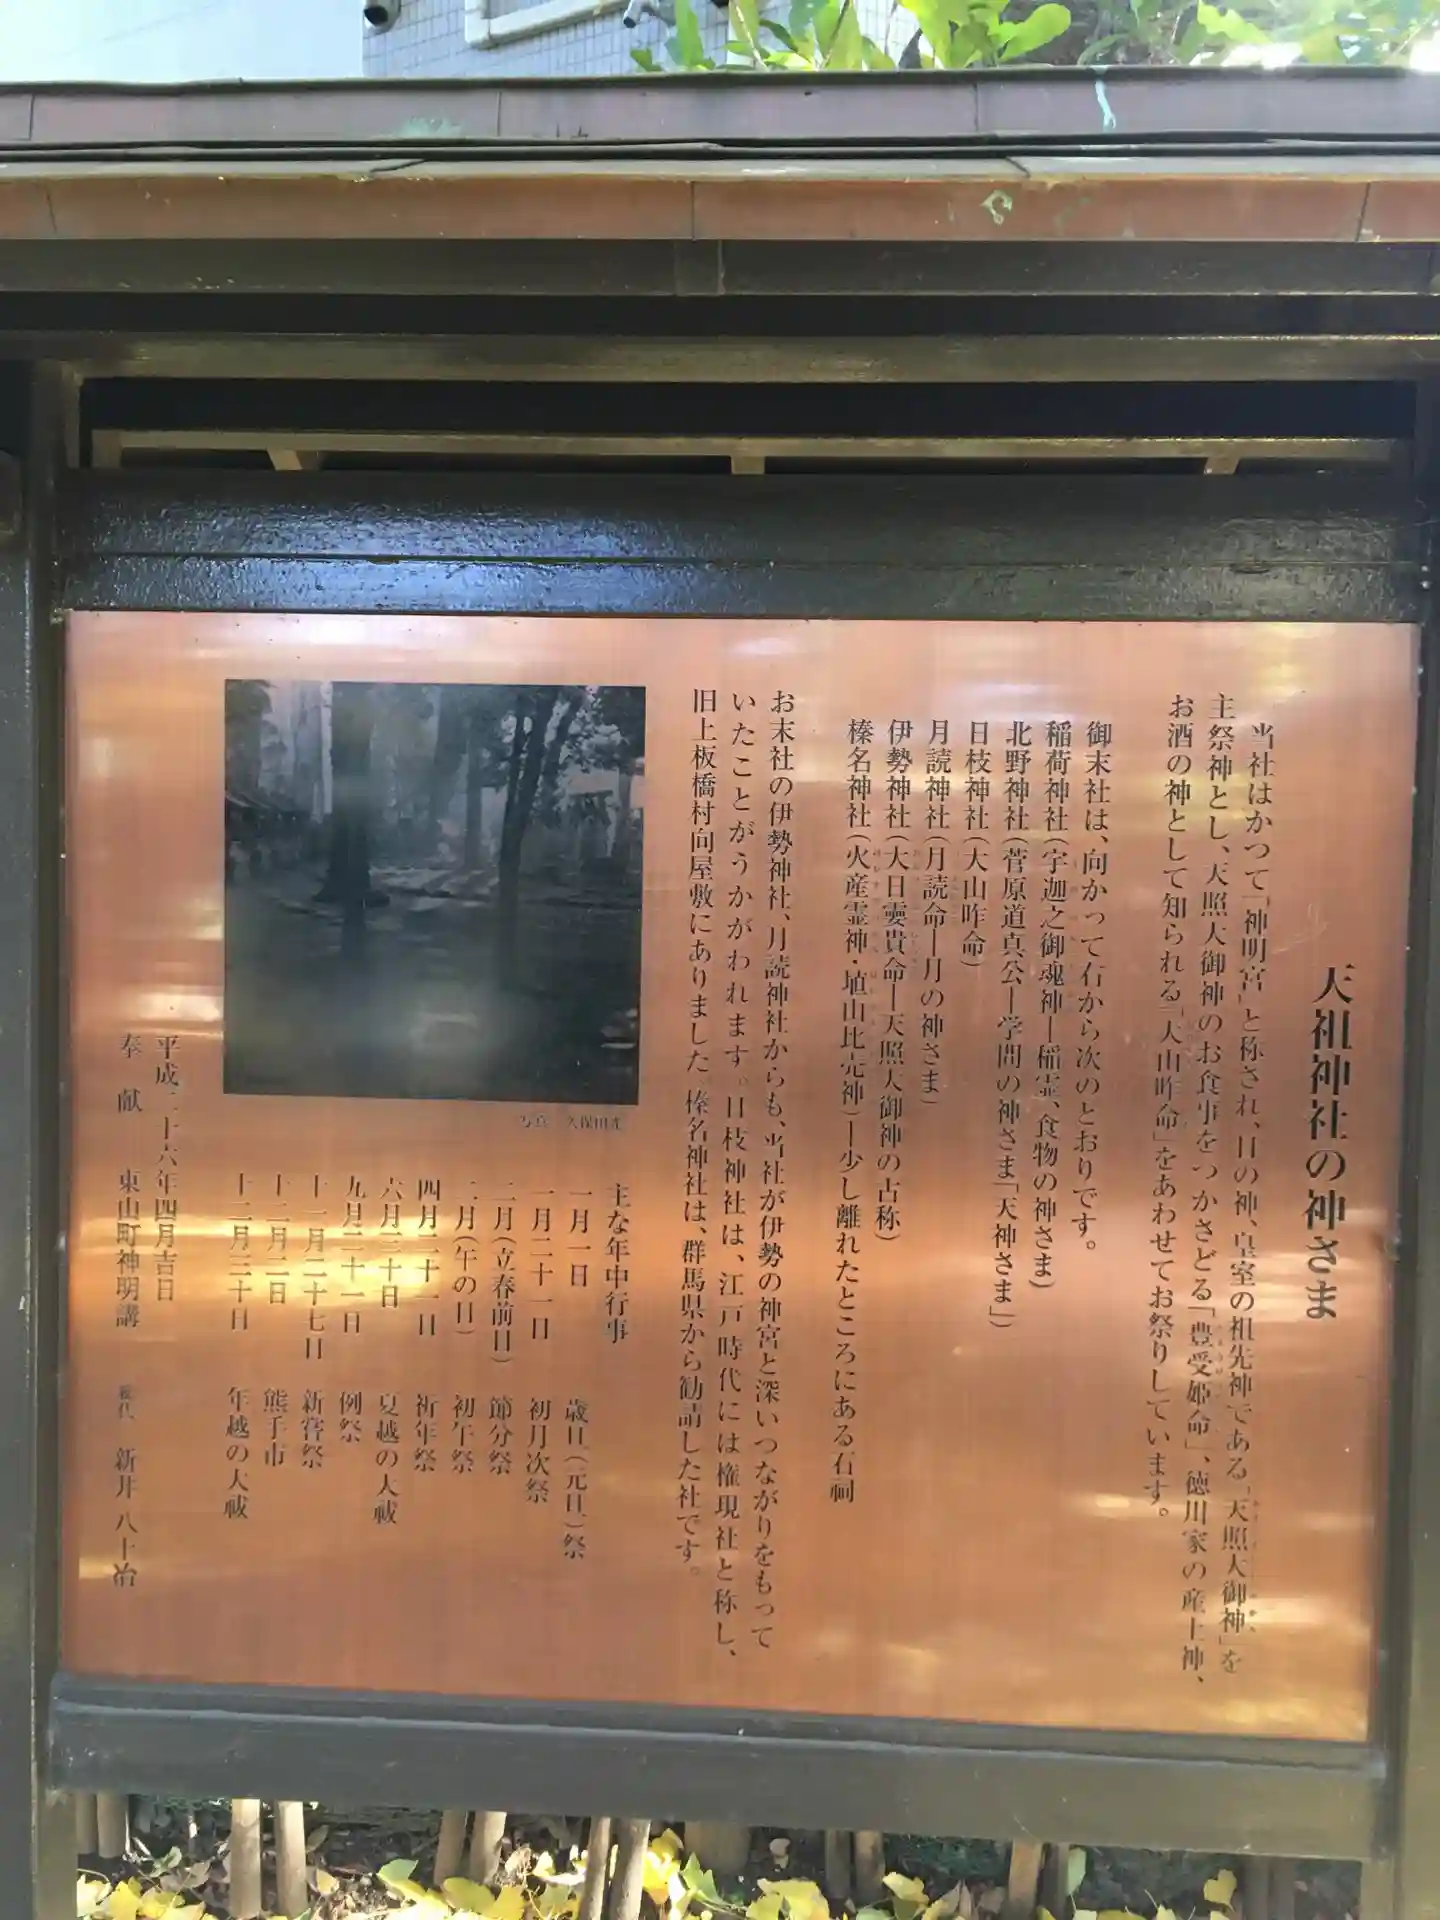 天祖神社の神さま
当社はかつて「神明宮」と称され、日の神、皇室の祖先神である「天照大御神」を
主祭神とし、天照大御神のお食事をつかさどる「豊受姫命」、徳川家の産土神、
お酒の神として知られる「大山咋命」をあわせてお祭りしています。
御末社は、向かって右から次のとおりです。
稲荷神社(宇迦之御魂神―稲霊、食物の神さま)
北野神社(菅原道真公―学問の神さま「天神さま」)
日枝神社(大山咋命)
月読神社(月読命―月の神さま)
伊勢神社(大日孁貴命―天照大御神の古称)
榛名神社(火産霊神・埴山比売神)―少し離れたところにある石祠
お末社の伊勢神社、月読神社からも、当社が伊勢の神宮と深いつながりをもって
いたことがうかがわれます。日枝神社は、江戸時代には権現社と称し、
旧上板橋村向屋敷にありました。榛名神社は、群馬県から勧請した社です。
写真 久保田
主な年中行事
一月一日 歳旦(元旦)祭
一月二十一日 初月次祭
二月(立春前日) 節分祭
二月(午の日) 初午祭
四月二十一日 祈年祭
六月三十日 夏越の大祓
九月二十一日 例祭
十一月二十七日 新嘗祭
十二月二日 熊手市
十二月三十日 年越の大祓
平成二十六年四月吉日
奉献 東山町神明講 総代 新井 八十治